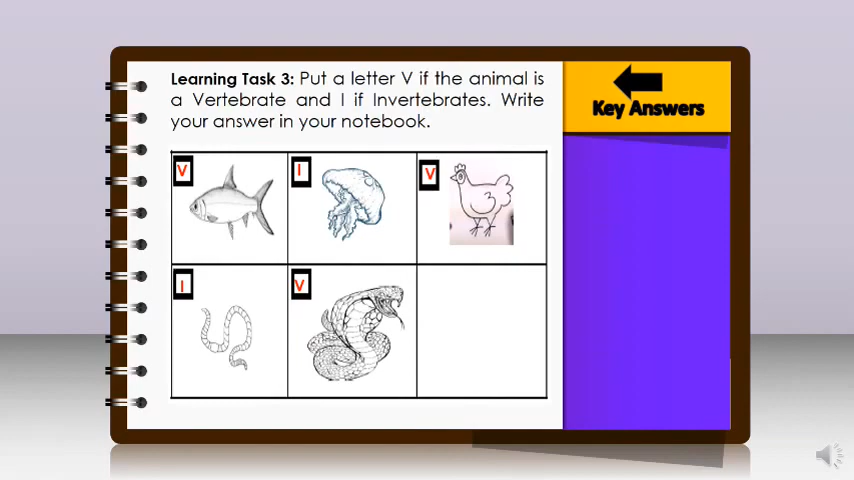 Learning Task 3: Put a letter V if the animal is
a Vertebrate and I if Invertebrates. Write
your answer in your notebook.
Key Answers
V
I
V
I
V